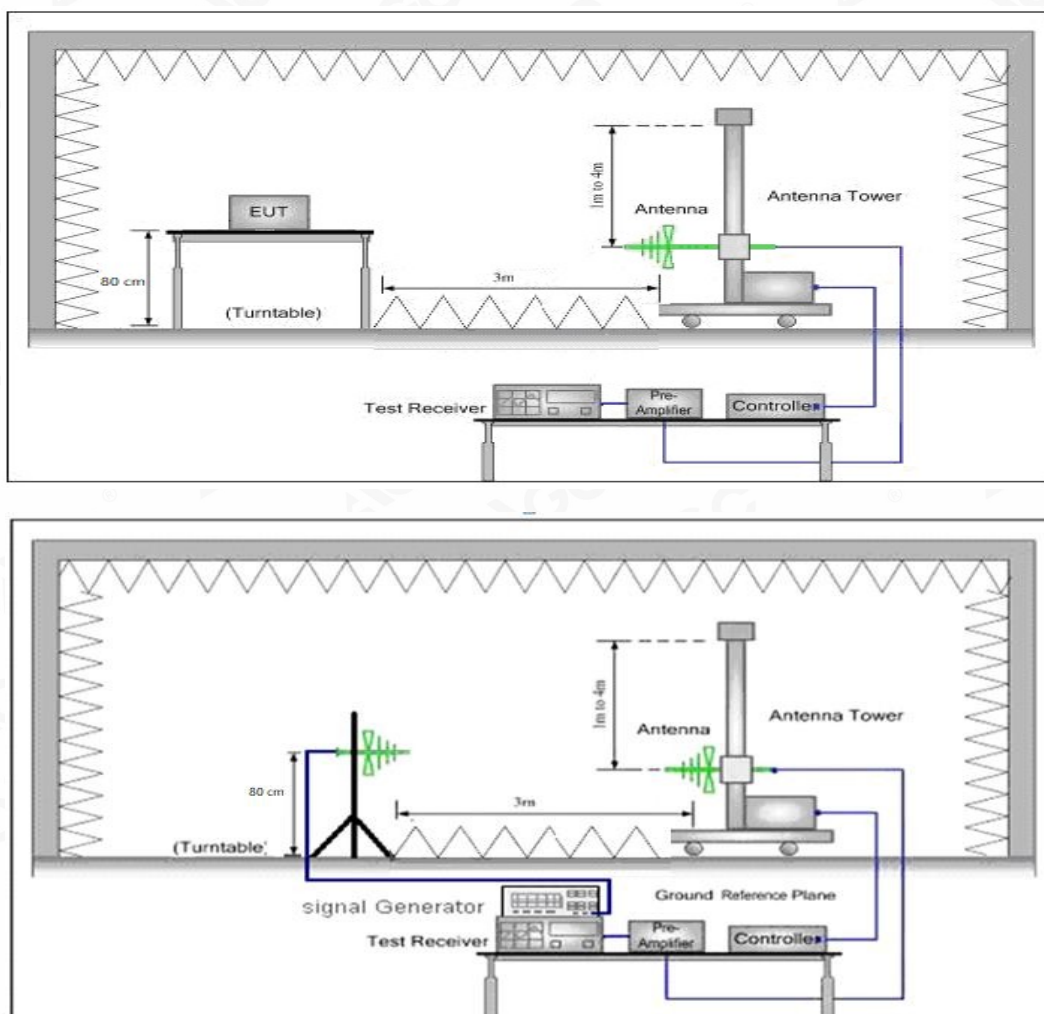 1m to 4m
EUT
Antenna
Antenna Tower
80 cm
3m
(Turntable)
Test Receiver
Pre-
Amplifier
Controller
1m to 4m
Antenna
Antenna Tower
80 cm
3m
(Turntable)
signal Generator
Ground Reference Plane
Test Receiver
Pre-
Amplifier
Controller